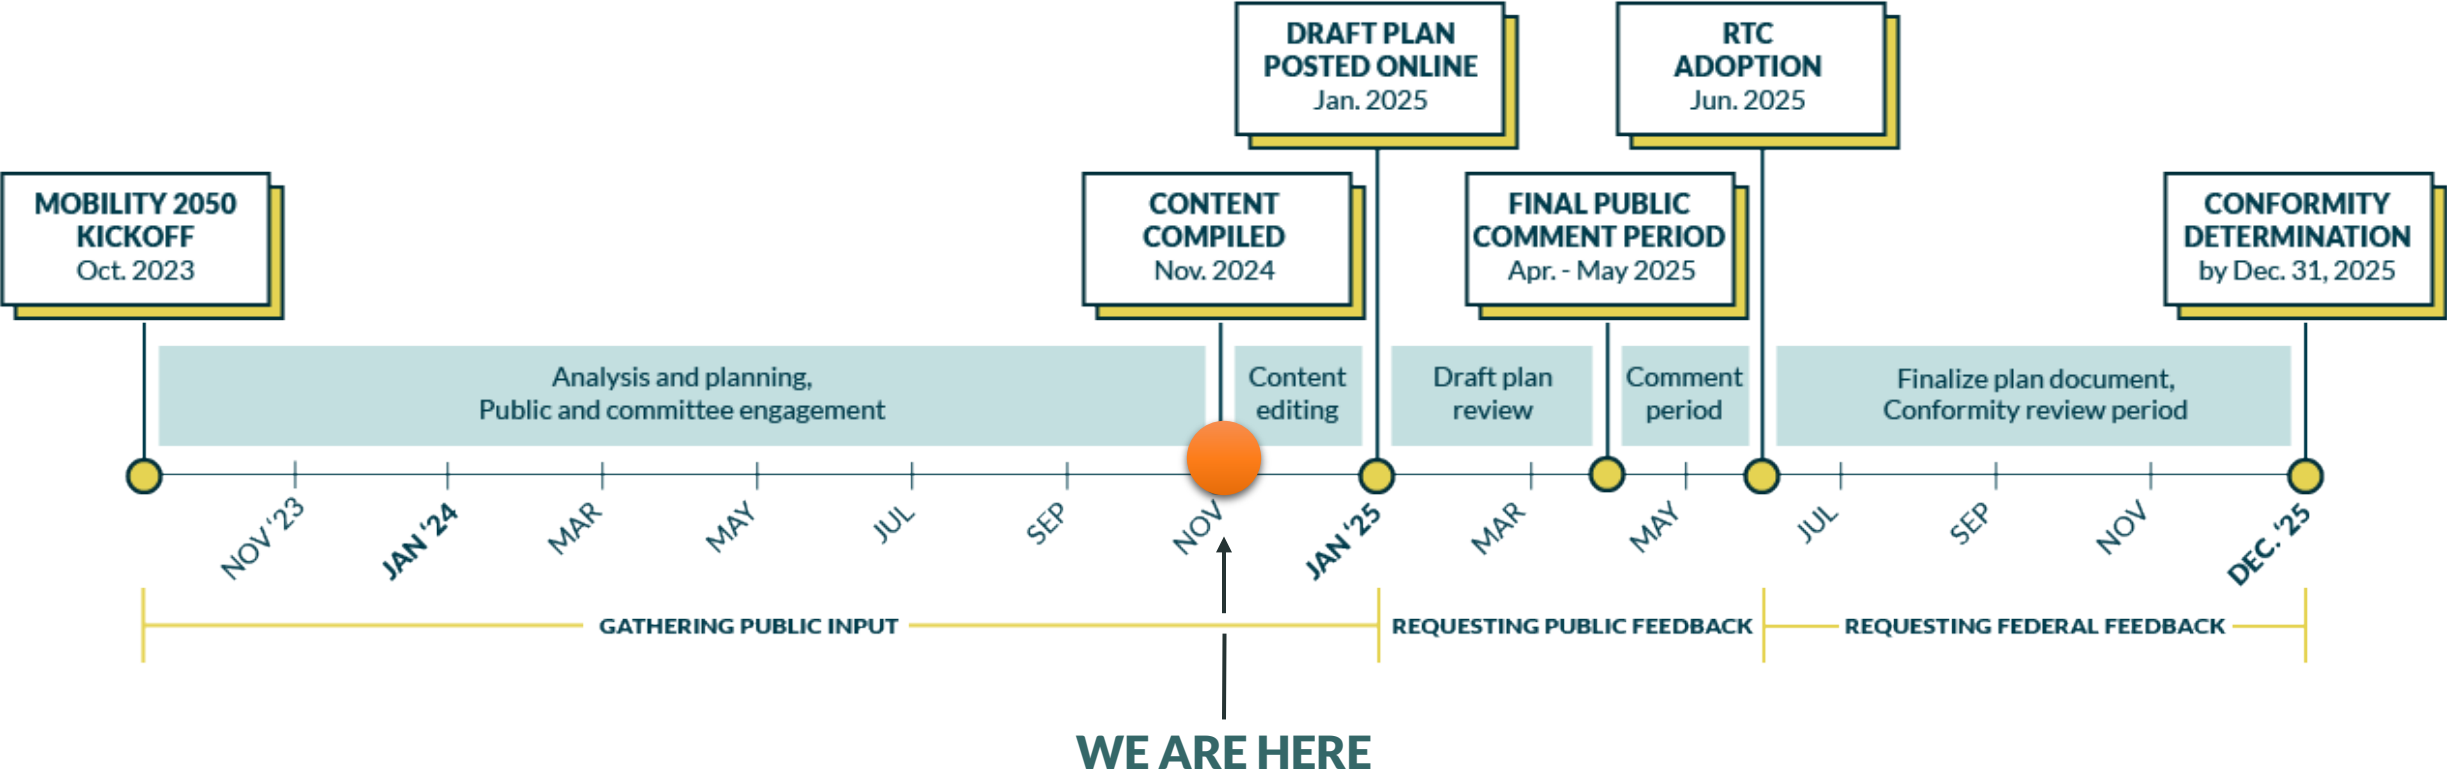 DRAFT PLAN
POSTED ONLINE
Jan. 2025
RTC
ADOPTION
Jun. 2025
MOBILITY 2050
KICKOFF
Oct. 2023
CONTENT
COMPILED
Nov. 2024
FINAL PUBLIC
COMMENT PERIOD
Apr. - May 2025
CONFORMITY
DETERMINATION
by Dec. 31, 2025
Analysis and planning,
Public and committee engagement
Content
editing
Draft plan
review
Comment
period
Finalize plan document,
Conformity review period
NOV ‘23
JAN ‘24
MAR
MAY
JUL
SEP
NOV
JAN ‘25
MAR
MAY
JUL
SEP
NOV
DEC. ‘25
GATHERING PUBLIC INPUT
REQUESTING PUBLIC FEEDBACK
REQUESTING FEDERAL FEEDBACK
WE ARE HERE